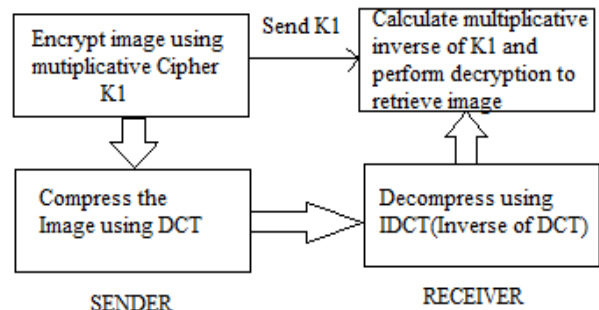 Encrypt image using
mutiplicative Cipher
K1
Send K1
Calculate multiplicative
inverse of K1 and
perform decryption to
retrieve image
Compress the
Image using DCT
Decompress using
IDCT(Inverse of DCT)
SENDER
RECEIVER